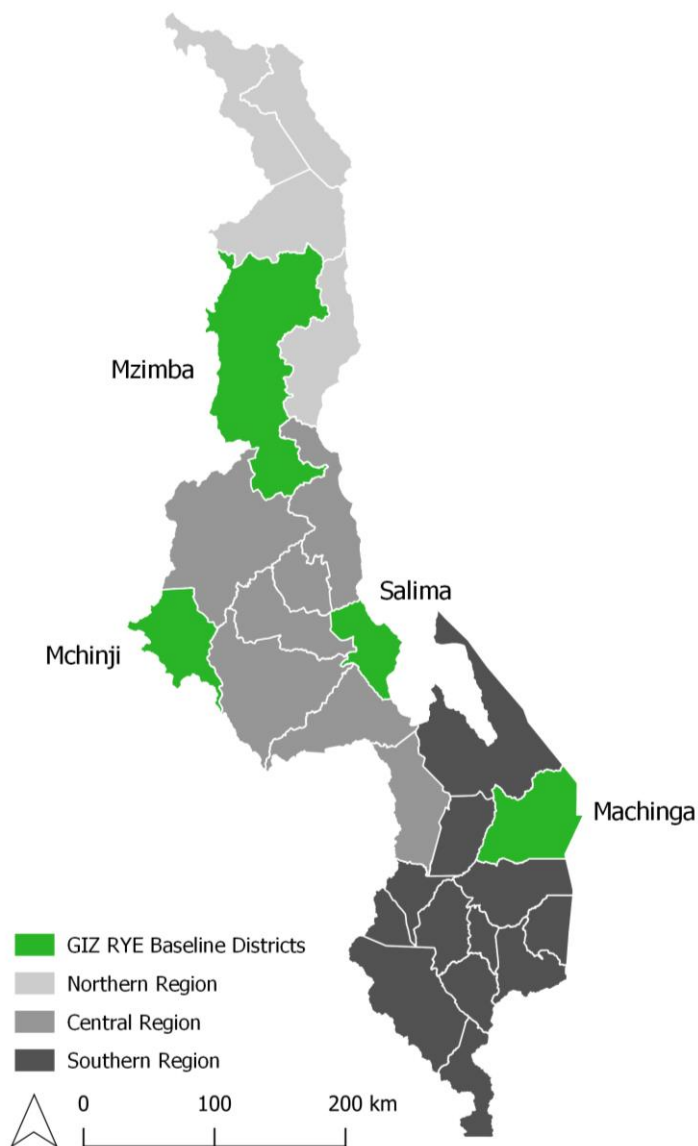 Mzimba
Salima
Mchinji
Machinga
GIZ RYE Baseline Districts
Northern Region
Central Region
Southern Region
0 100 200 km